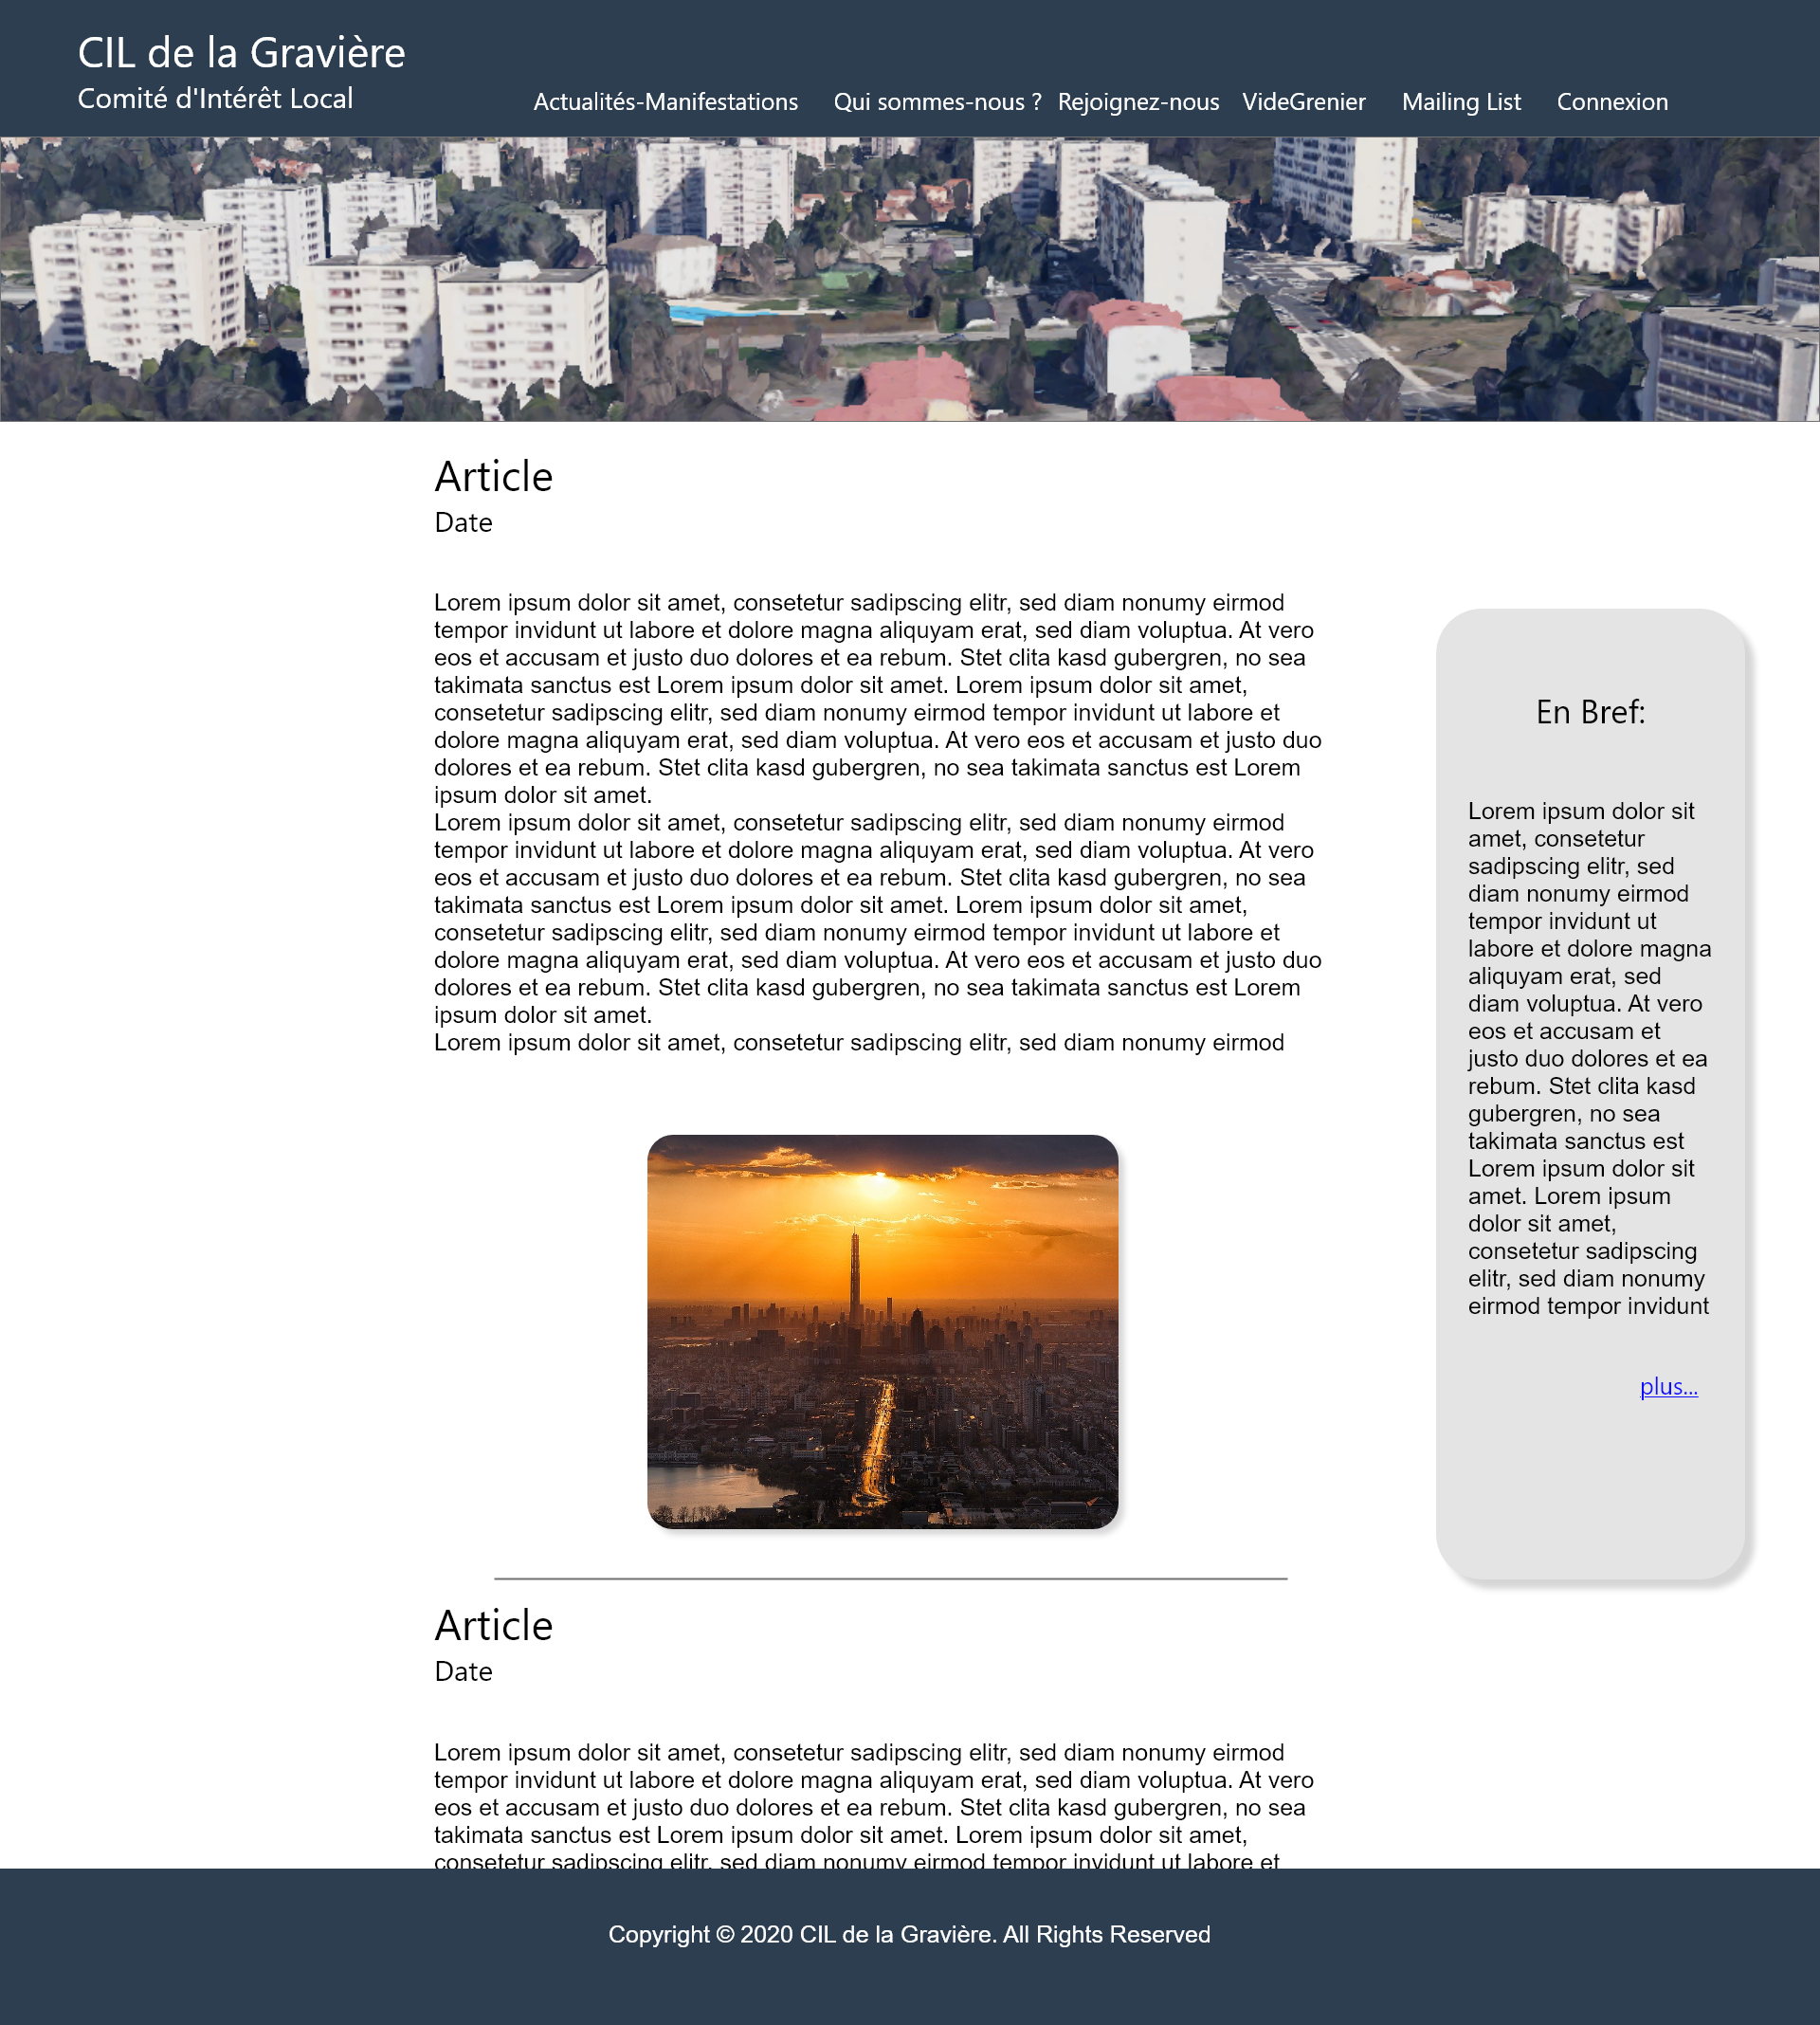 CIL de la Gravière
Comité d'Intérêt Local
Actualités-Manifestations Qui sommes-nous ? Rejoignez-nous VideGrenier Mailing List Connexion
Article
Date
Lorem ipsum dolor sit amet, consetetur sadipscing elitr, sed diam nonumy eirmod
tempor invidunt ut labore et dolore magna aliquyam erat, sed diam voluptua. At vero
eos et accusam et justo duo dolores et ea rebum. Stet clita kasd gubergren, no sea
takimata sanctus est Lorem ipsum dolor sit amet. Lorem ipsum dolor sit amet,
consetetur sadipscing elitr, sed diam nonumy eirmod tempor invidunt ut labore et
dolore magna aliquyam erat, sed diam voluptua. At vero eos et accusam et justo duo
dolores et ea rebum. Stet clita kasd gubergren, no sea takimata sanctus est Lorem
ipsum dolor sit amet.
Lorem ipsum dolor sit amet, consetetur sadipscing elitr, sed diam nonumy eirmod
tempor invidunt ut labore et dolore magna aliquyam erat, sed diam voluptua. At vero
eos et accusam et justo duo dolores et ea rebum. Stet clita kasd gubergren, no sea
takimata sanctus est Lorem ipsum dolor sit amet. Lorem ipsum dolor sit amet,
consetetur sadipscing elitr, sed diam nonumy eirmod tempor invidunt ut labore et
dolore magna aliquyam erat, sed diam voluptua. At vero eos et accusam et justo duo
dolores et ea rebum. Stet clita kasd gubergren, no sea takimata sanctus est Lorem
ipsum dolor sit amet.
Lorem ipsum dolor sit amet, consetetur sadipscing elitr, sed diam nonumy eirmod
En Bref:
Lorem ipsum dolor sit
amet, consetetur
sadipscing elitr, sed
diam nonumy eirmod
tempor invidunt ut
labore et dolore magna
aliquyam erat, sed
diam voluptua. At vero
eos et accusam et
justo duo dolores et ea
rebum. Stet clita kasd
gubergren, no sea
takimata sanctus est
Lorem ipsum dolor sit
amet. Lorem ipsum
dolor sit amet,
consetetur sadipscing
elitr, sed diam nonumy
eirmod tempor invidunt
plus...
Article
Date
Lorem ipsum dolor sit amet, consetetur sadipscing elitr, sed diam nonumy eirmod
tempor invidunt ut labore et dolore magna aliquyam erat, sed diam voluptua. At vero
eos et accusam et justo duo dolores et ea rebum. Stet clita kasd gubergren, no sea
takimata sanctus est Lorem ipsum dolor sit amet. Lorem ipsum dolor sit amet,
consetetur sadipscing elitr, sed diam nonumy eirmod tempor invidunt ut labore et
Copyright © 2020 CIL de la Gravière. All Rights Reserved